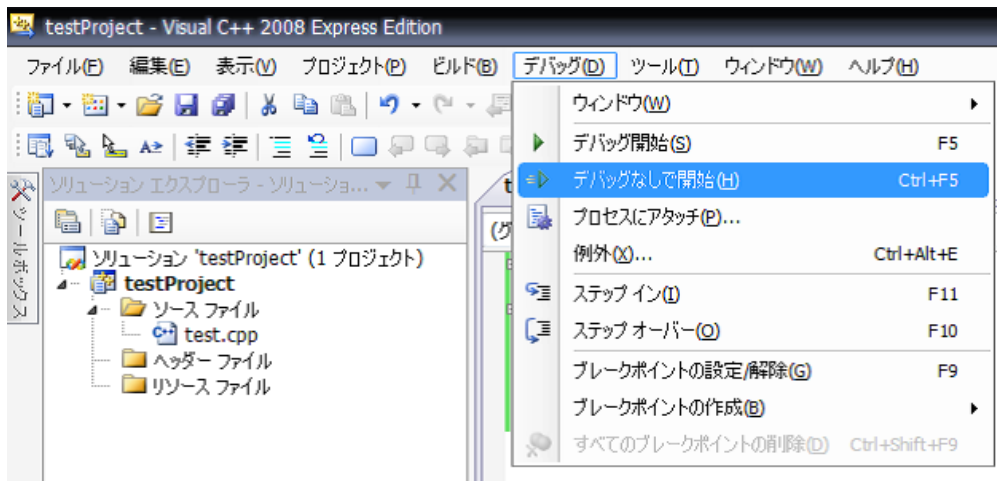 testProject - Visual C++ 2008 Express Edition
ファイル(F) 編集(E) 表示(V) プロジェクト(P) ビルド(B) デバッグ(D) ツール(T) ウィンドウ(W) ヘルプ(H)
ウィンドウ(W)
デバッグ開始(S) F5
デバッグなしで開始(H) Ctrl+F5
プロセスにアタッチ(P)...
例外(X)... Ctrl+Alt+E
ステップ イン(I) F11
ステップ オーバー(O) F10
ブレークポイントの設定/解除(G) F9
ブレークポイントの作成(B)
すべてのブレークポイントの削除(D) Ctrl+Shift+F9
ツールボックス
ソリューション エクスプローラ - ソリューショ...
ソリューション 'testProject' (1 プロジェクト)
testProject
ソース ファイル
test.cpp
ヘッダー ファイル
リソース ファイル
t
(グ